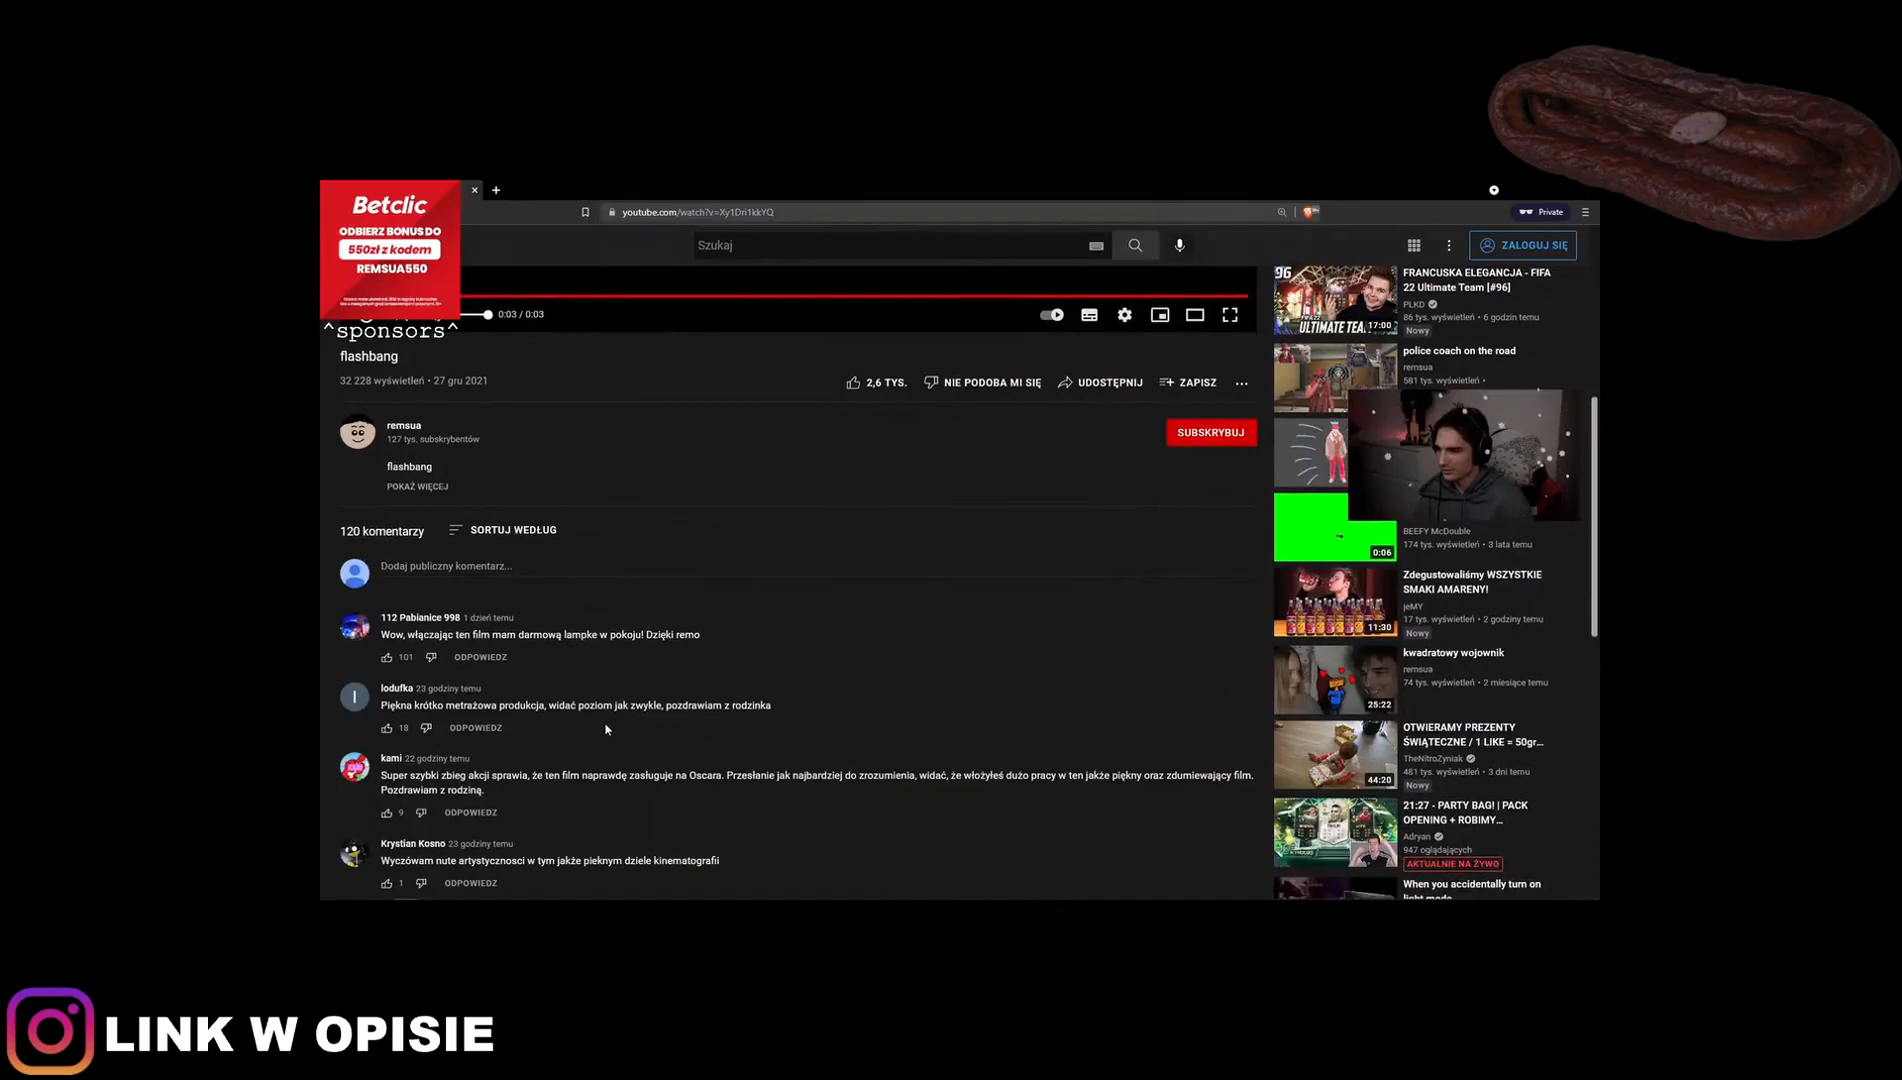 Betclic
ODBIERZ BONUS DO
550zł z kodem
REMSUA550
^sponsors^
youtube.com/watch?v=Xy1Dri1kkYQ
Private
Szukaj
ZALOGUJ SIĘ
0:03 / 0:03
flashbang
32 228 wyświetleń • 27 gru 2021
2,6 TYS.
NIE PODOBA MI SIĘ
UDOSTĘPNIJ
ZAPISZ
remsua
127 tys. subskrybentów
SUBSKRYBUJ
flashbang
POKAŻ WIĘCEJ
120 komentarzy
SORTUJ WEDŁUG
Dodaj publiczny komentarz...
112 Pabianice 998 1 dzień temu
Wow, włączając ten film mam darmową lampke w pokoju! Dzięki remo
101
ODPOWIEDZ
l
lodufka 23 godziny temu
Piękna krótko metrażowa produkcja, widać poziom jak zwykle, pozdrawiam z rodzinka
18
ODPOWIEDZ
kami 22 godziny temu
Super szybki zbieg akcji sprawia, że ten film naprawdę zasługuje na Oscara. Przesłanie jak najbardziej do zrozumienia, widać, że włożyłeś dużo pracy w ten jakże piękny oraz zdumiewający film.
Pozdrawiam z rodziną.
9
ODPOWIEDZ
Krystian Kosno 23 godziny temu
Wyczówam nute artystycznosci w tym jakże pieknym dziele kinematografii
1
ODPOWIEDZ
96
ULTIMATE TEA
17:00
FRANCUSKA ELEGANCJA - FIFA
22 Ultimate Team [#96]
PLKD
86 tys. wyświetleń • 6 godzin temu
Nowy
police coach on the road
remsua
581 tys. wyświetleń •
0:06
BEEFY McDouble
174 tys. wyświetleń • 3 lata temu
11:30
Zdegustowaliśmy WSZYSTKIE
SMAKI AMARENY!
jeMY
17 tys. wyświetleń • 2 godziny temu
Nowy
25:22
kwadratowy wojownik
remsua
74 tys. wyświetleń • 2 miesiące temu
44:20
OTWIERAMY PREZENTY
ŚWIĄTECZNE / 1 LIKE = 50gr...
TheNitroZyniak
481 tys. wyświetleń • 3 dni temu
Nowy
21:27 - PARTY BAG! | PACK
OPENING + ROBIMY...
Adryan
947 oglądających
AKTUALNIE NA ŻYWO
When you accidentally turn on
light mode
LINK W OPISIE